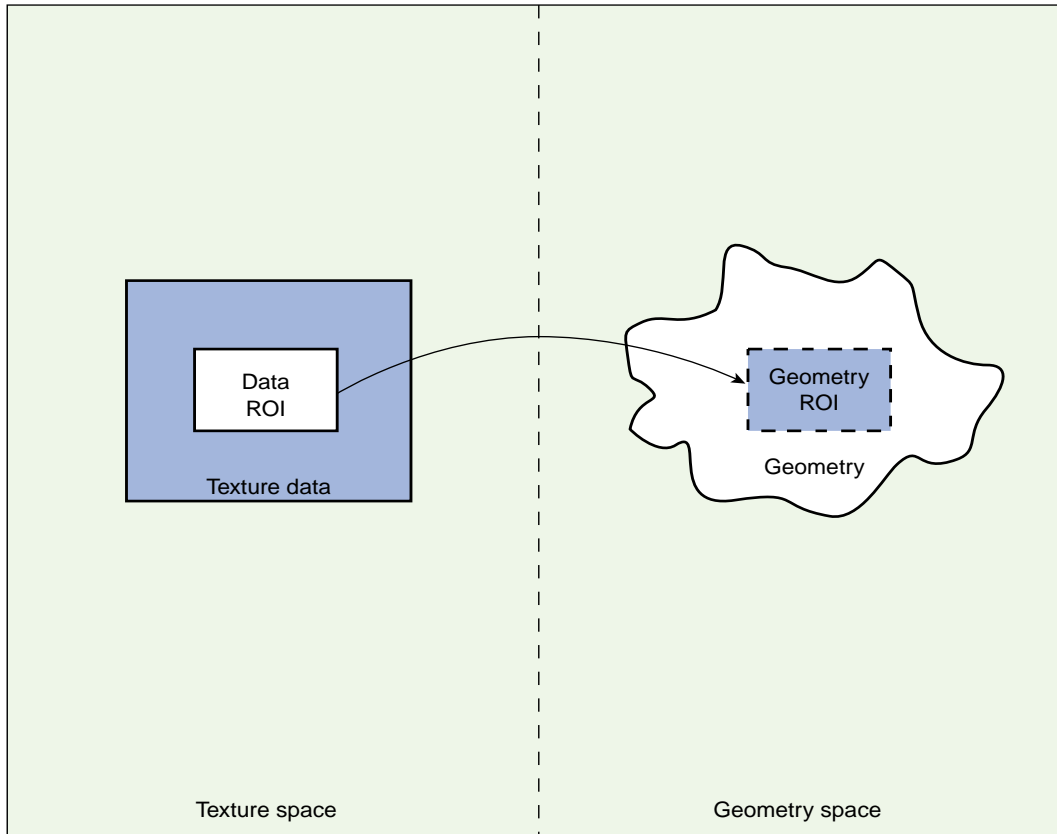 Data
ROI
Texture data
Geometry
ROI
Geometry
Texture space
Geometry space